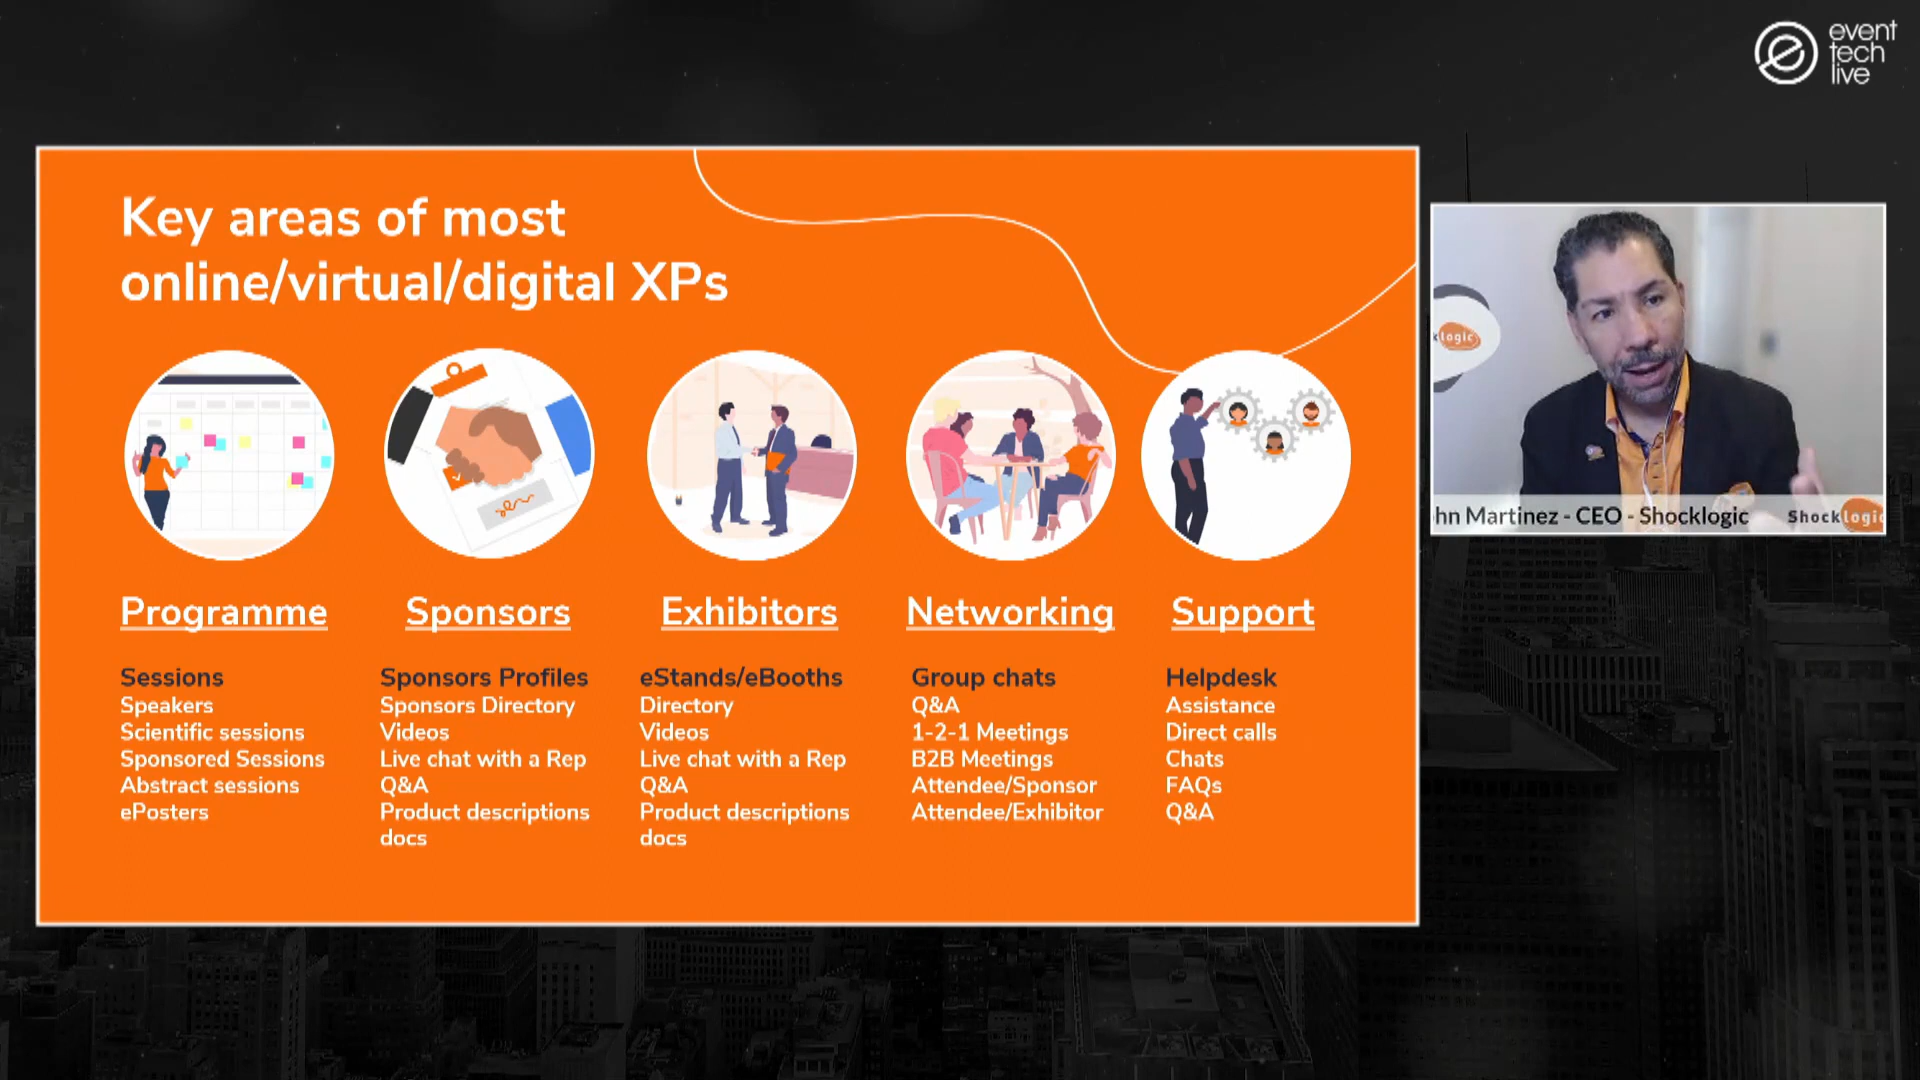 event
tech
live
Key areas of most
online/virtual/digital XPs
Programme
Sessions
Speakers
Scientific sessions
Sponsored Sessions
Abstract sessions
ePosters
Sponsors
Sponsors Profiles
Sponsors Directory
Videos
Live chat with a Rep
Q&A
Product descriptions
docs
Exhibitors
eStands/eBooths
Directory
Videos
Live chat with a Rep
Q&A
Product descriptions
docs
Networking
Group chats
Q&A
1-2-1 Meetings
B2B Meetings
Attendee/Sponsor
Attendee/Exhibitor
Support
Helpdesk
Assistance
Direct calls
Chats
FAQs
Q&A
klogic
hn Martinez - CEO - Shocklogic
Shocklogic